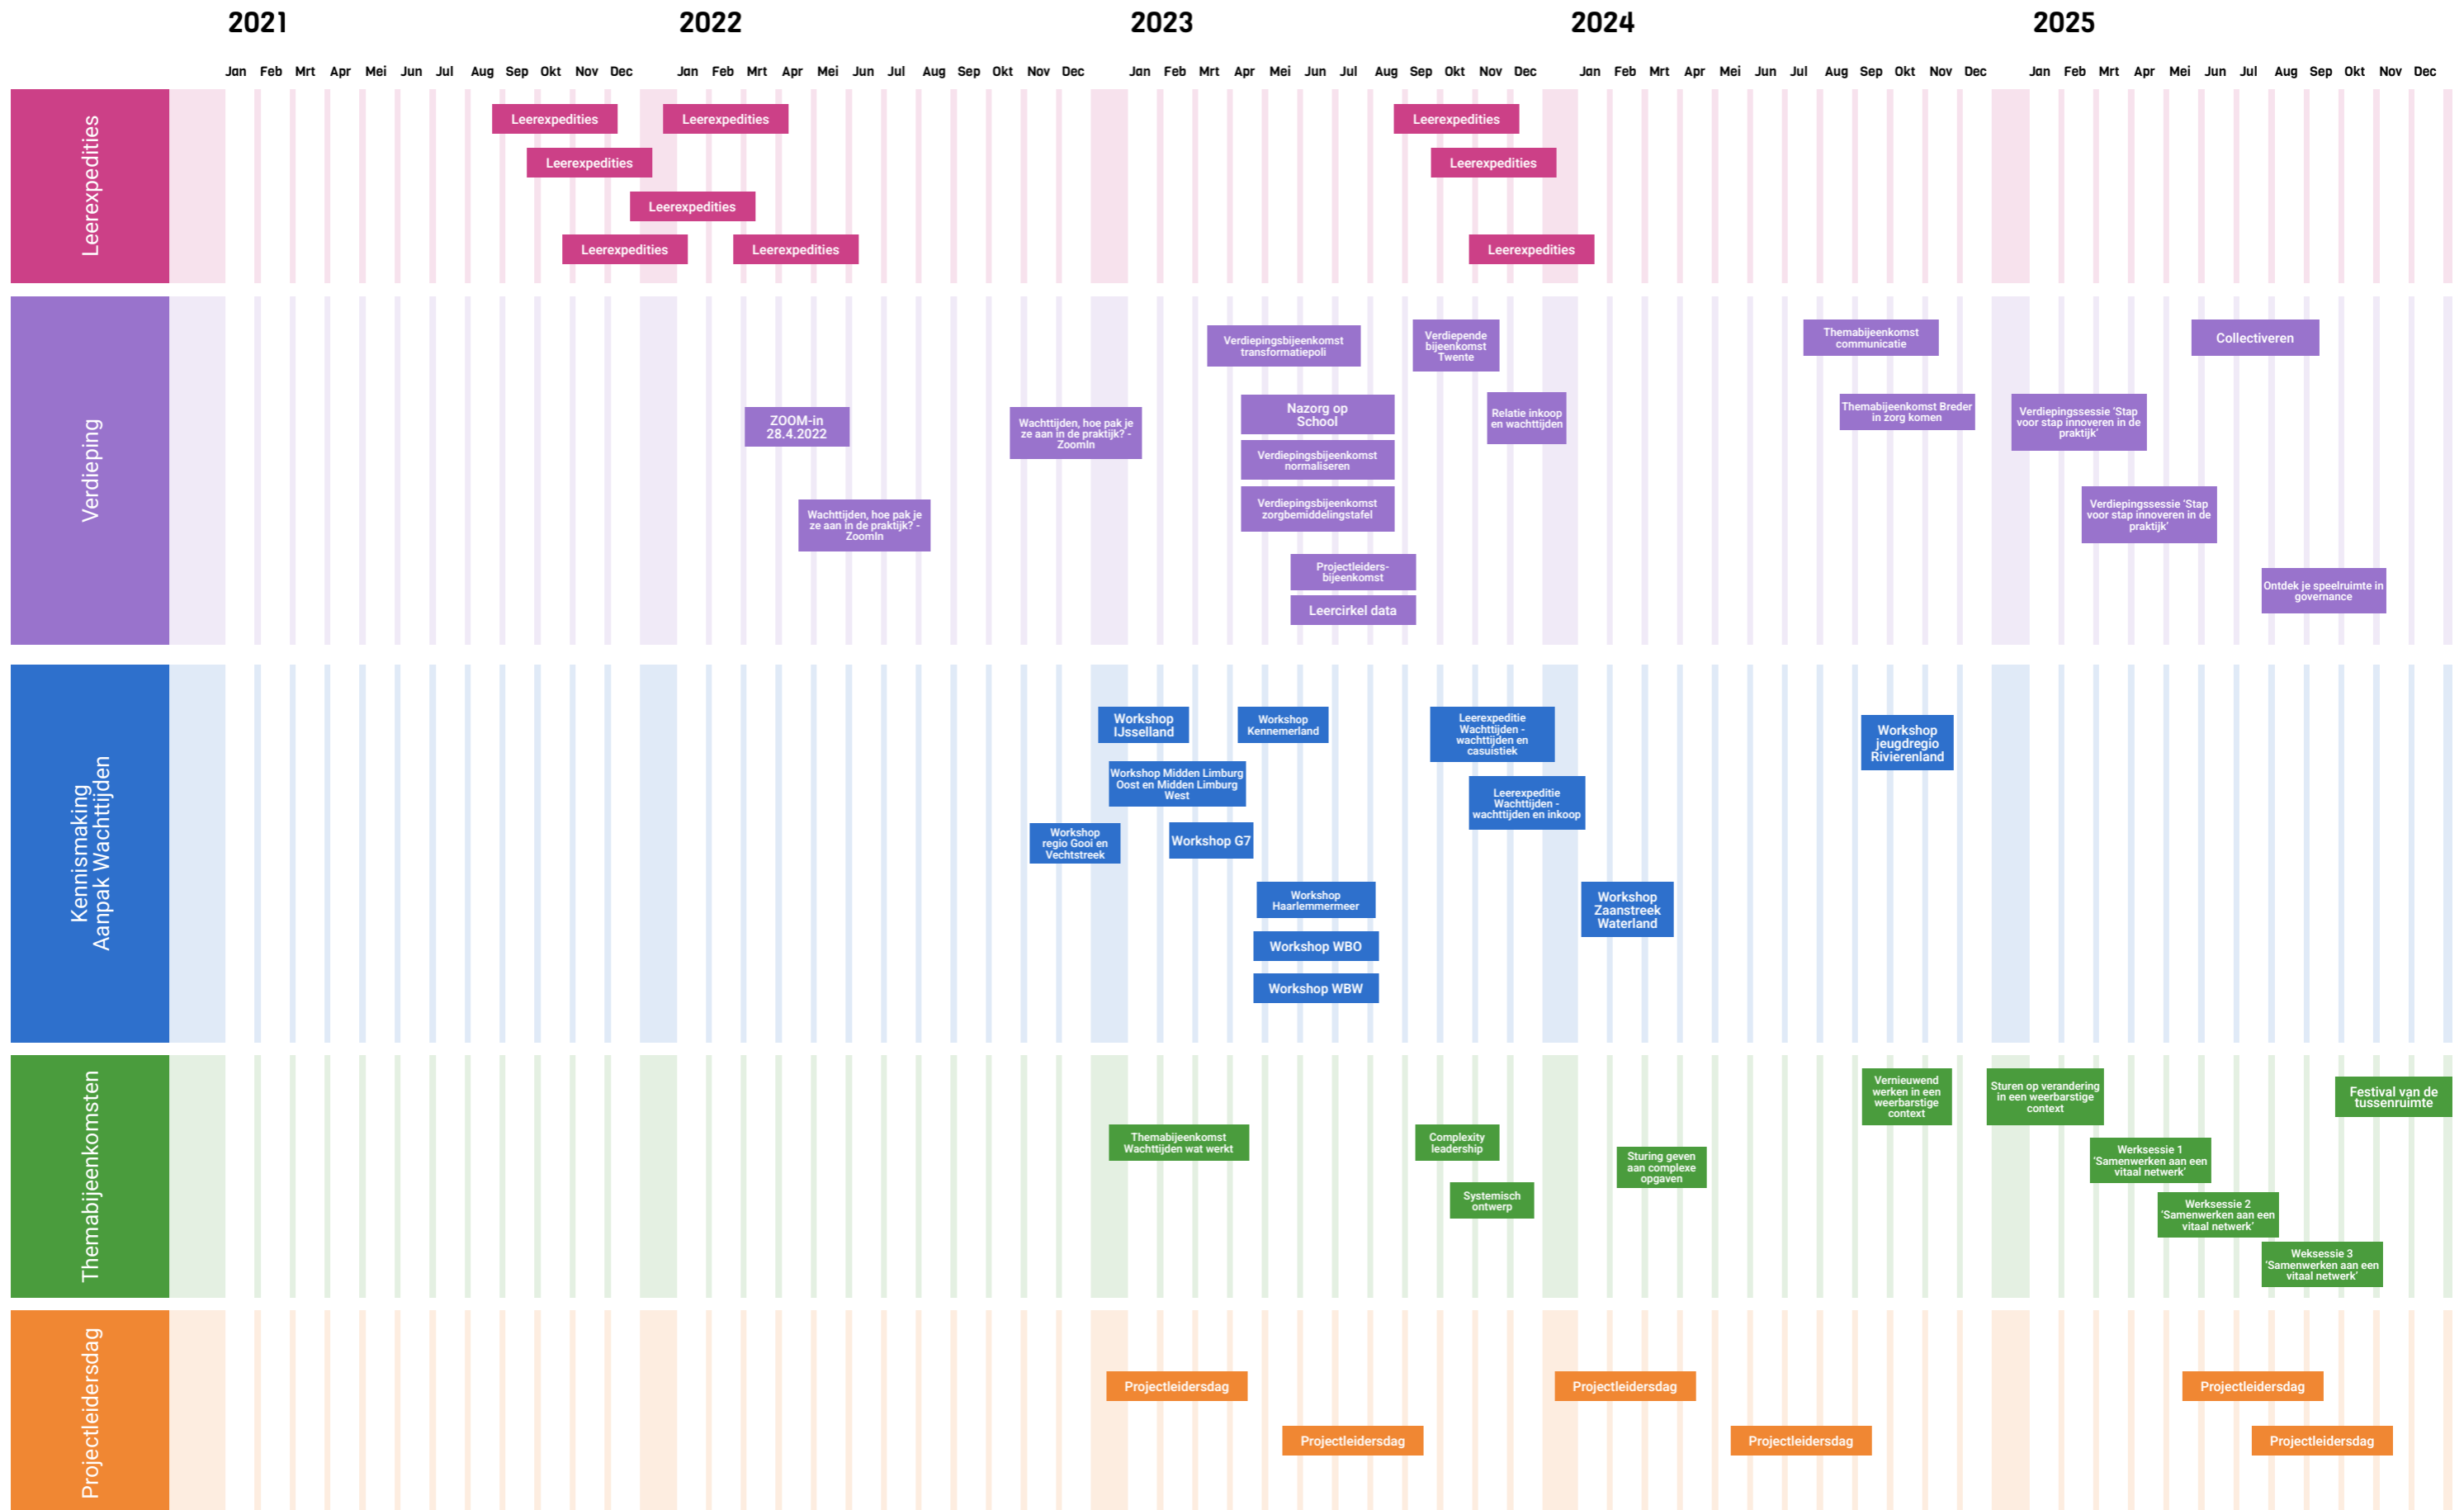 2021
2022
2023
2024
2025
Jan Feb Mrt Apr Mei Jun Jul Aug Sep Okt Nov Dec
Jan Feb Mrt Apr Mei Jun Jul Aug Sep Okt Nov Dec
Jan Feb Mrt Apr Mei Jun Jul Aug Sep Okt Nov Dec
Jan Feb Mrt Apr Mei Jun Jul Aug Sep Okt Nov Dec
Jan Feb Mrt Apr Mei Jun Jul Aug Sep Okt Nov Dec
Leerexpedities
Leerexpedities
Leerexpedities
Leerexpedities
Leerexpedities
Leerexpedities
Leerexpedities
Leerexpedities
Leerexpedities
Leerexpedities
Verdieping
Verdiepingsbijeenkomst
transformatiepoli
Verdiepende
bijeenkomst
Twente
Themabijeenkomst
communicatie
Collectiveren
ZOOM-in
28.4.2022
Wachttijden, hoe pak je
ze aan in de praktijk? -
ZoomIn
Nazorg op
School
Relatie inkoop
en wachttijden
Themabijeenkomst Breder
in zorg komen
Verdiepingssessie ‘Stap
voor stap innoveren in de
praktijk’
Verdiepingsbijeenkomst
normaliseren
Wachttijden, hoe pak je
ze aan in de praktijk? -
ZoomIn
Verdiepingsbijeenkomst
zorgbemiddelingstafel
Verdiepingssessie ‘Stap
voor stap innoveren in de
praktijk’
Projectleiders-
bijeenkomst
Ontdek je speelruimte in
governance
Leercirkel data
Kennismaking
Aanpak Wachttijden
Workshop
IJsselland
Workshop
Kennemerland
Leerexpeditie
Wachttijden -
wachttijden en
casuïstiek
Workshop
jeugdregio
Rivierenland
Workshop Midden Limburg
Oost en Midden Limburg
West
Leerexpeditie
Wachttijden -
wachttijden en inkoop
Workshop
regio Gooi en
Vechtstreek
Workshop G7
Workshop
Haarlemmermeer
Workshop
Zaanstreek
Waterland
Workshop WBO
Workshop WBW
Themabijeenkomsten
Vernieuwend
werken in een
weerbarstige
context
Sturen op verandering
in een weerbarstige
context
Festival van de
tussenruimte
Themabijeenkomst
Wachttijden wat werkt
Complexity
leadership
Sturing geven
aan complexe
opgaven
Werksessie 1
‘Samenwerken aan een
vitaal netwerk’
Systemisch
ontwerp
Werksessie 2
‘Samenwerken aan een
vitaal netwerk’
Weksessie 3
‘Samenwerken aan een
vitaal netwerk’
Projectleidersdag
Projectleidersdag
Projectleidersdag
Projectleidersdag
Projectleidersdag
Projectleidersdag
Projectleidersdag